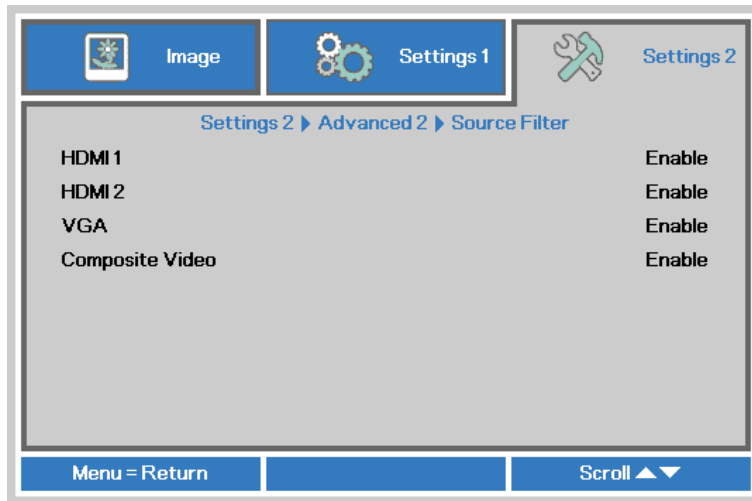 Image Settings 1 Settings 2
Settings 2 ▶ Advanced 2 ▶ Source Filter
HDMI 1 Enable
HDMI 2 Enable
VGA Enable
Composite Video Enable
Menu = Return Scroll ▲▼